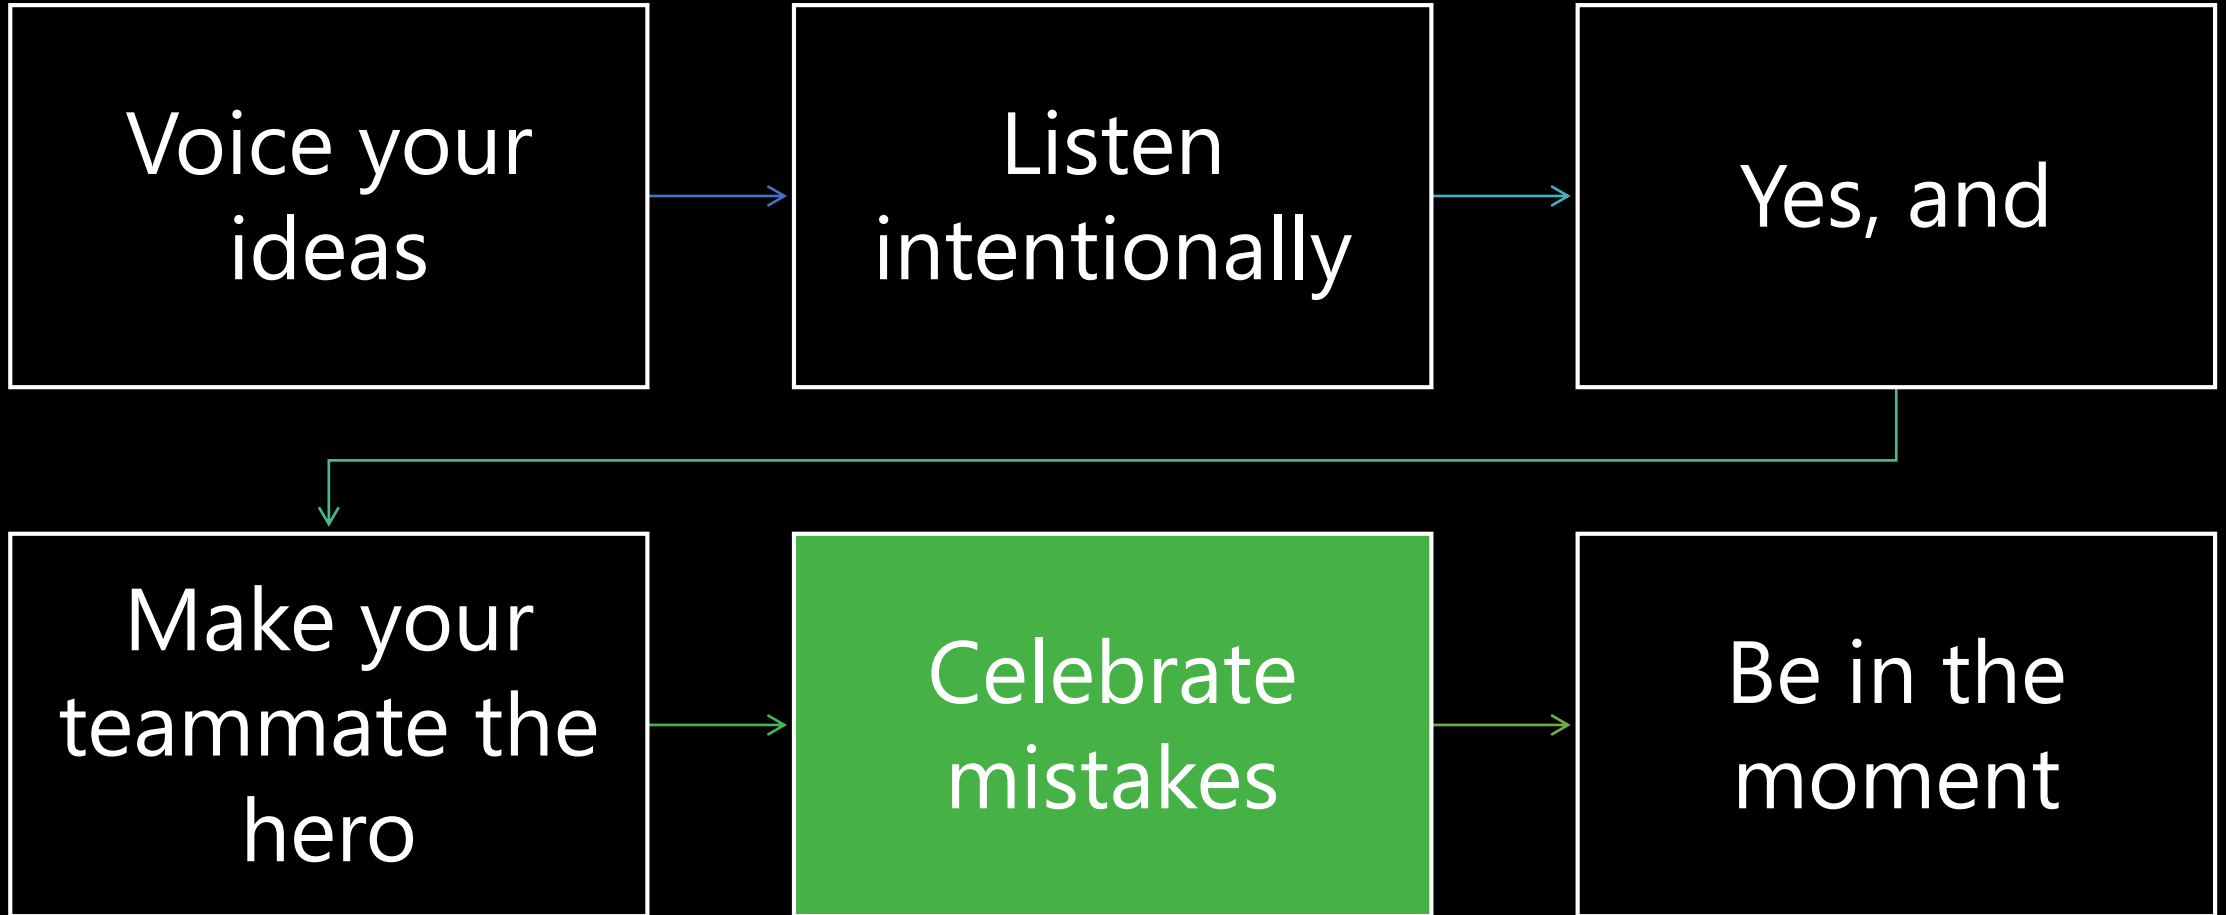 Voice your
ideas
Listen
intentionally
Yes, and
Make your
teammate the
hero
Celebrate
mistakes
Be in the
moment